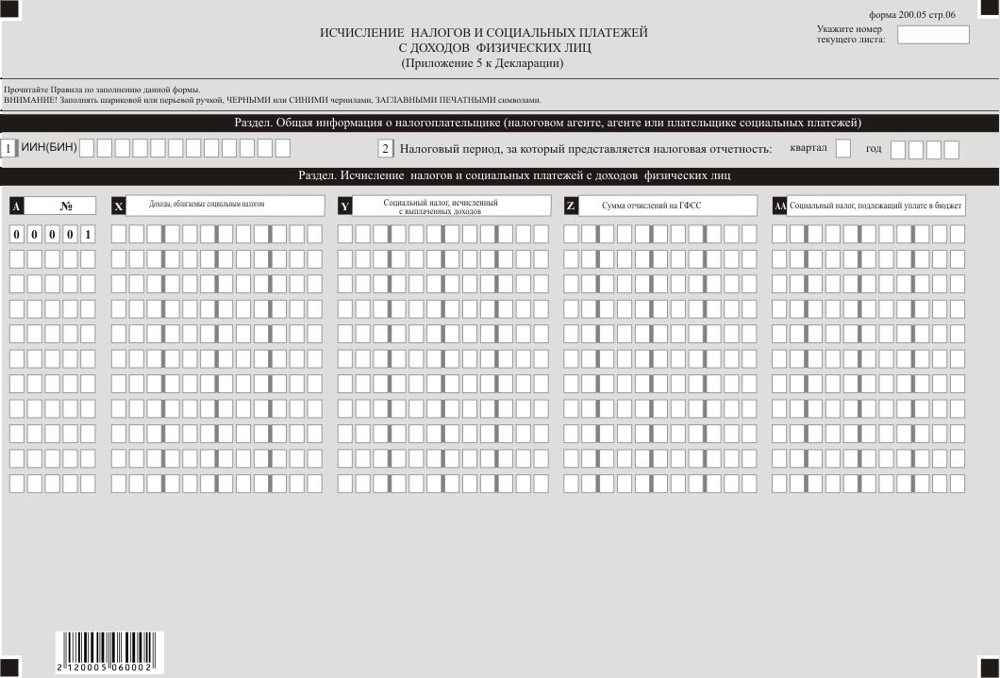 форма 200.05 стр.06
ИСЧИСЛЕНИЕ НАЛОГОВ И СОЦИАЛЬНЫХ ПЛАТЕЖЕЙ
С ДОХОДОВ ФИЗИЧЕСКИХ ЛИЦ
(Приложение 5 к Декларации)
Укажите номер
текущего листа:
Прочитайте Правила по заполнению данной формы.
ВНИМАНИЕ! Заполнять шариковой или перьевой ручкой, ЧЕРНЫМИ или СИНИМИ чернилами, ЗАГЛАВНЫМИ ПЕЧАТНЫМИ символами.
Раздел. Общая информация о налогоплательщике (налоговом агенте, агенте или плательщике социальных платежей)
1 ИИН(БИН) 2 Налоговый период, за который представляется налоговая отчетность: квартал год
Раздел. Исчисление налогов и социальных платежей с доходов физических лиц
A № X Доходы, облагаемые социальным налогом Y Социальный налог, исчисленный
с выплаченных доходов Z Сумма отчислений на ГФСС AA Социальный налог, подлежащий уплате в бюджет
0 0 0 0 1
2 120005 060002